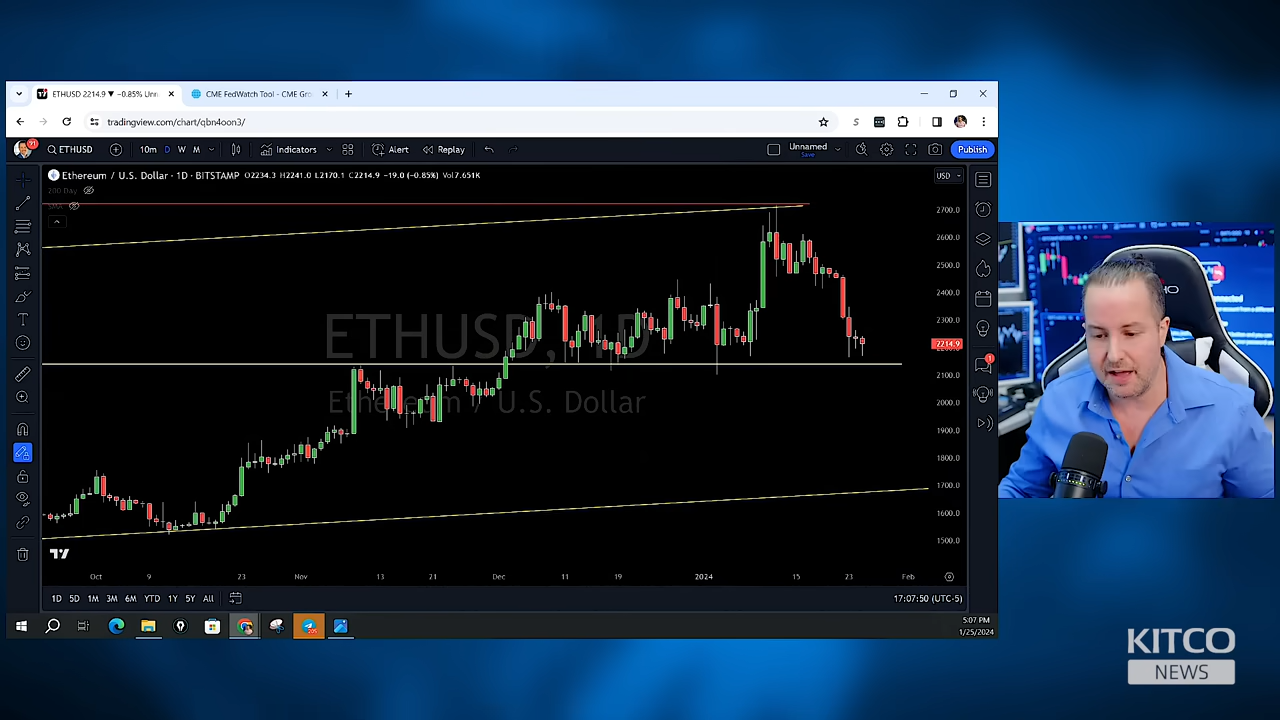 ETHUSD 2214.9 ▼ −0.85% Unn
CME FedWatch Tool - CME Gro
tradingview.com/chart/qbn4oon3/
ETHUSD
10m D W M
Indicators
Alert
Replay
Unnamed
Save
Publish
Ethereum / U.S. Dollar · 1D · BITSTAMP O2234.3 H2241.0 L2170.1 C2214.9 −19.0 (−0.85%) Vol7.651K
USD
200 Day
SMA
2700.0
2600.0
2500.0
2400.0
2300.0
2214.9
2100.0
2000.0
1900.0
1800.0
1700.0
1600.0
1500.0
ETHUSD, 1D
Ethereum / U.S. Dollar
Oct 9 23 Nov 13 21 Dec 11 19 2024 15 23 Feb
1D 5D 1M 3M 6M YTD 1Y 5Y All
17:07:50 (UTC-5)
5:07 PM
1/25/2024
KITCO
NEWS